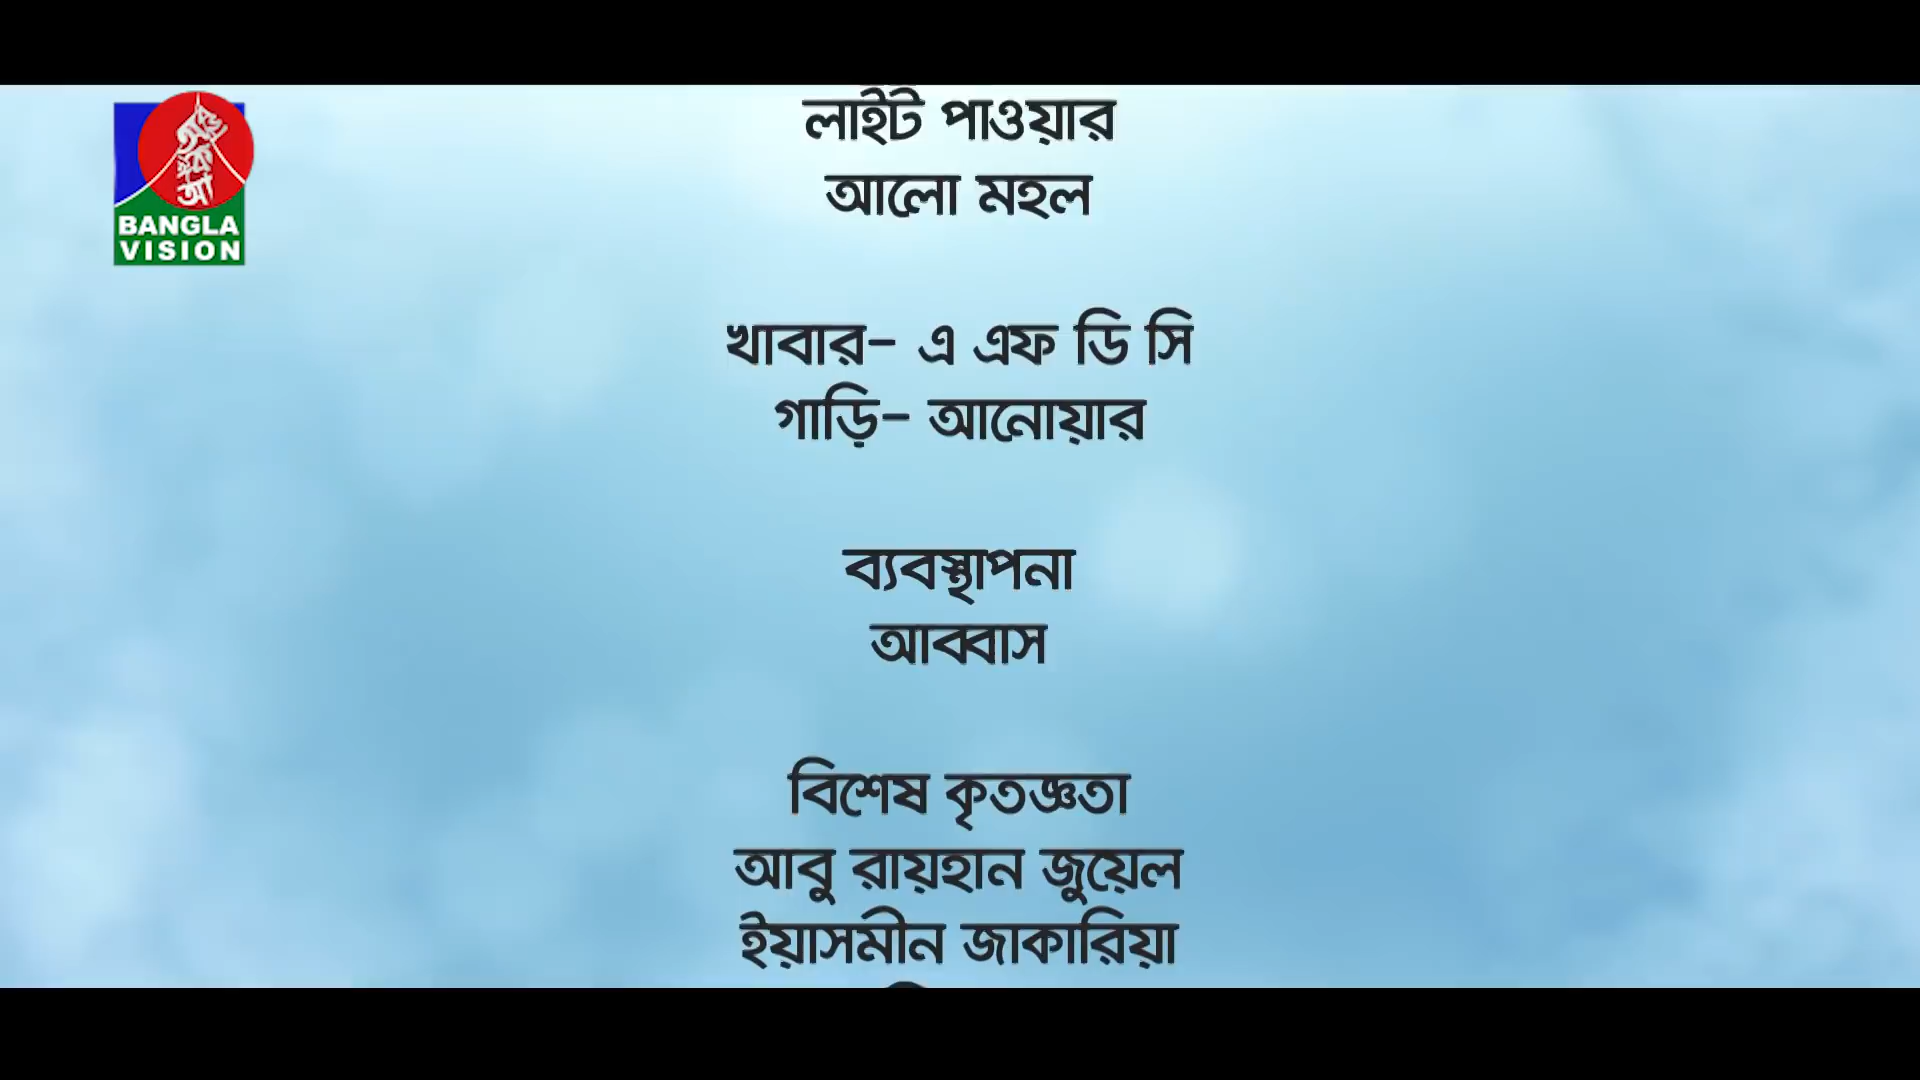 BANGLA
VISION
লাইট পাওয়ার
আলো মহল
খাবার- এ এফ ডি সি
গাড়ি- আনোয়ার
ব্যবস্থাপনা
আব্বাস
বিশেষ কৃতজ্ঞতা
আবু রায়হান জুয়েল
ইয়াসমীন জাকারিয়া